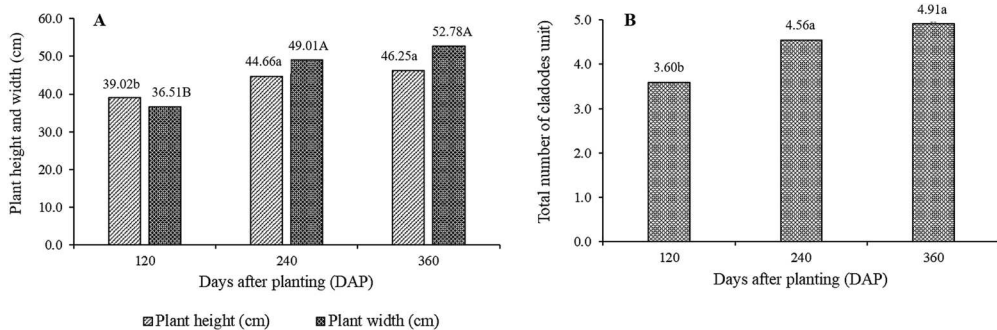 A
Plant height and width (cm)
60.0
50.0
40.0
30.0
20.0
10.0
0.0
39.02b
36.51B
44.66a
49.01A
46.25a
52.78A
120
240
360
Days after planting (DAP)
Plant height (cm)
Plant width (cm)
B
Total number of cladodes unit)
5.0
4.0
3.0
2.0
1.0
0.0
3.60b
4.56a
4.91a
120
240
360
Days after planting (DAP)